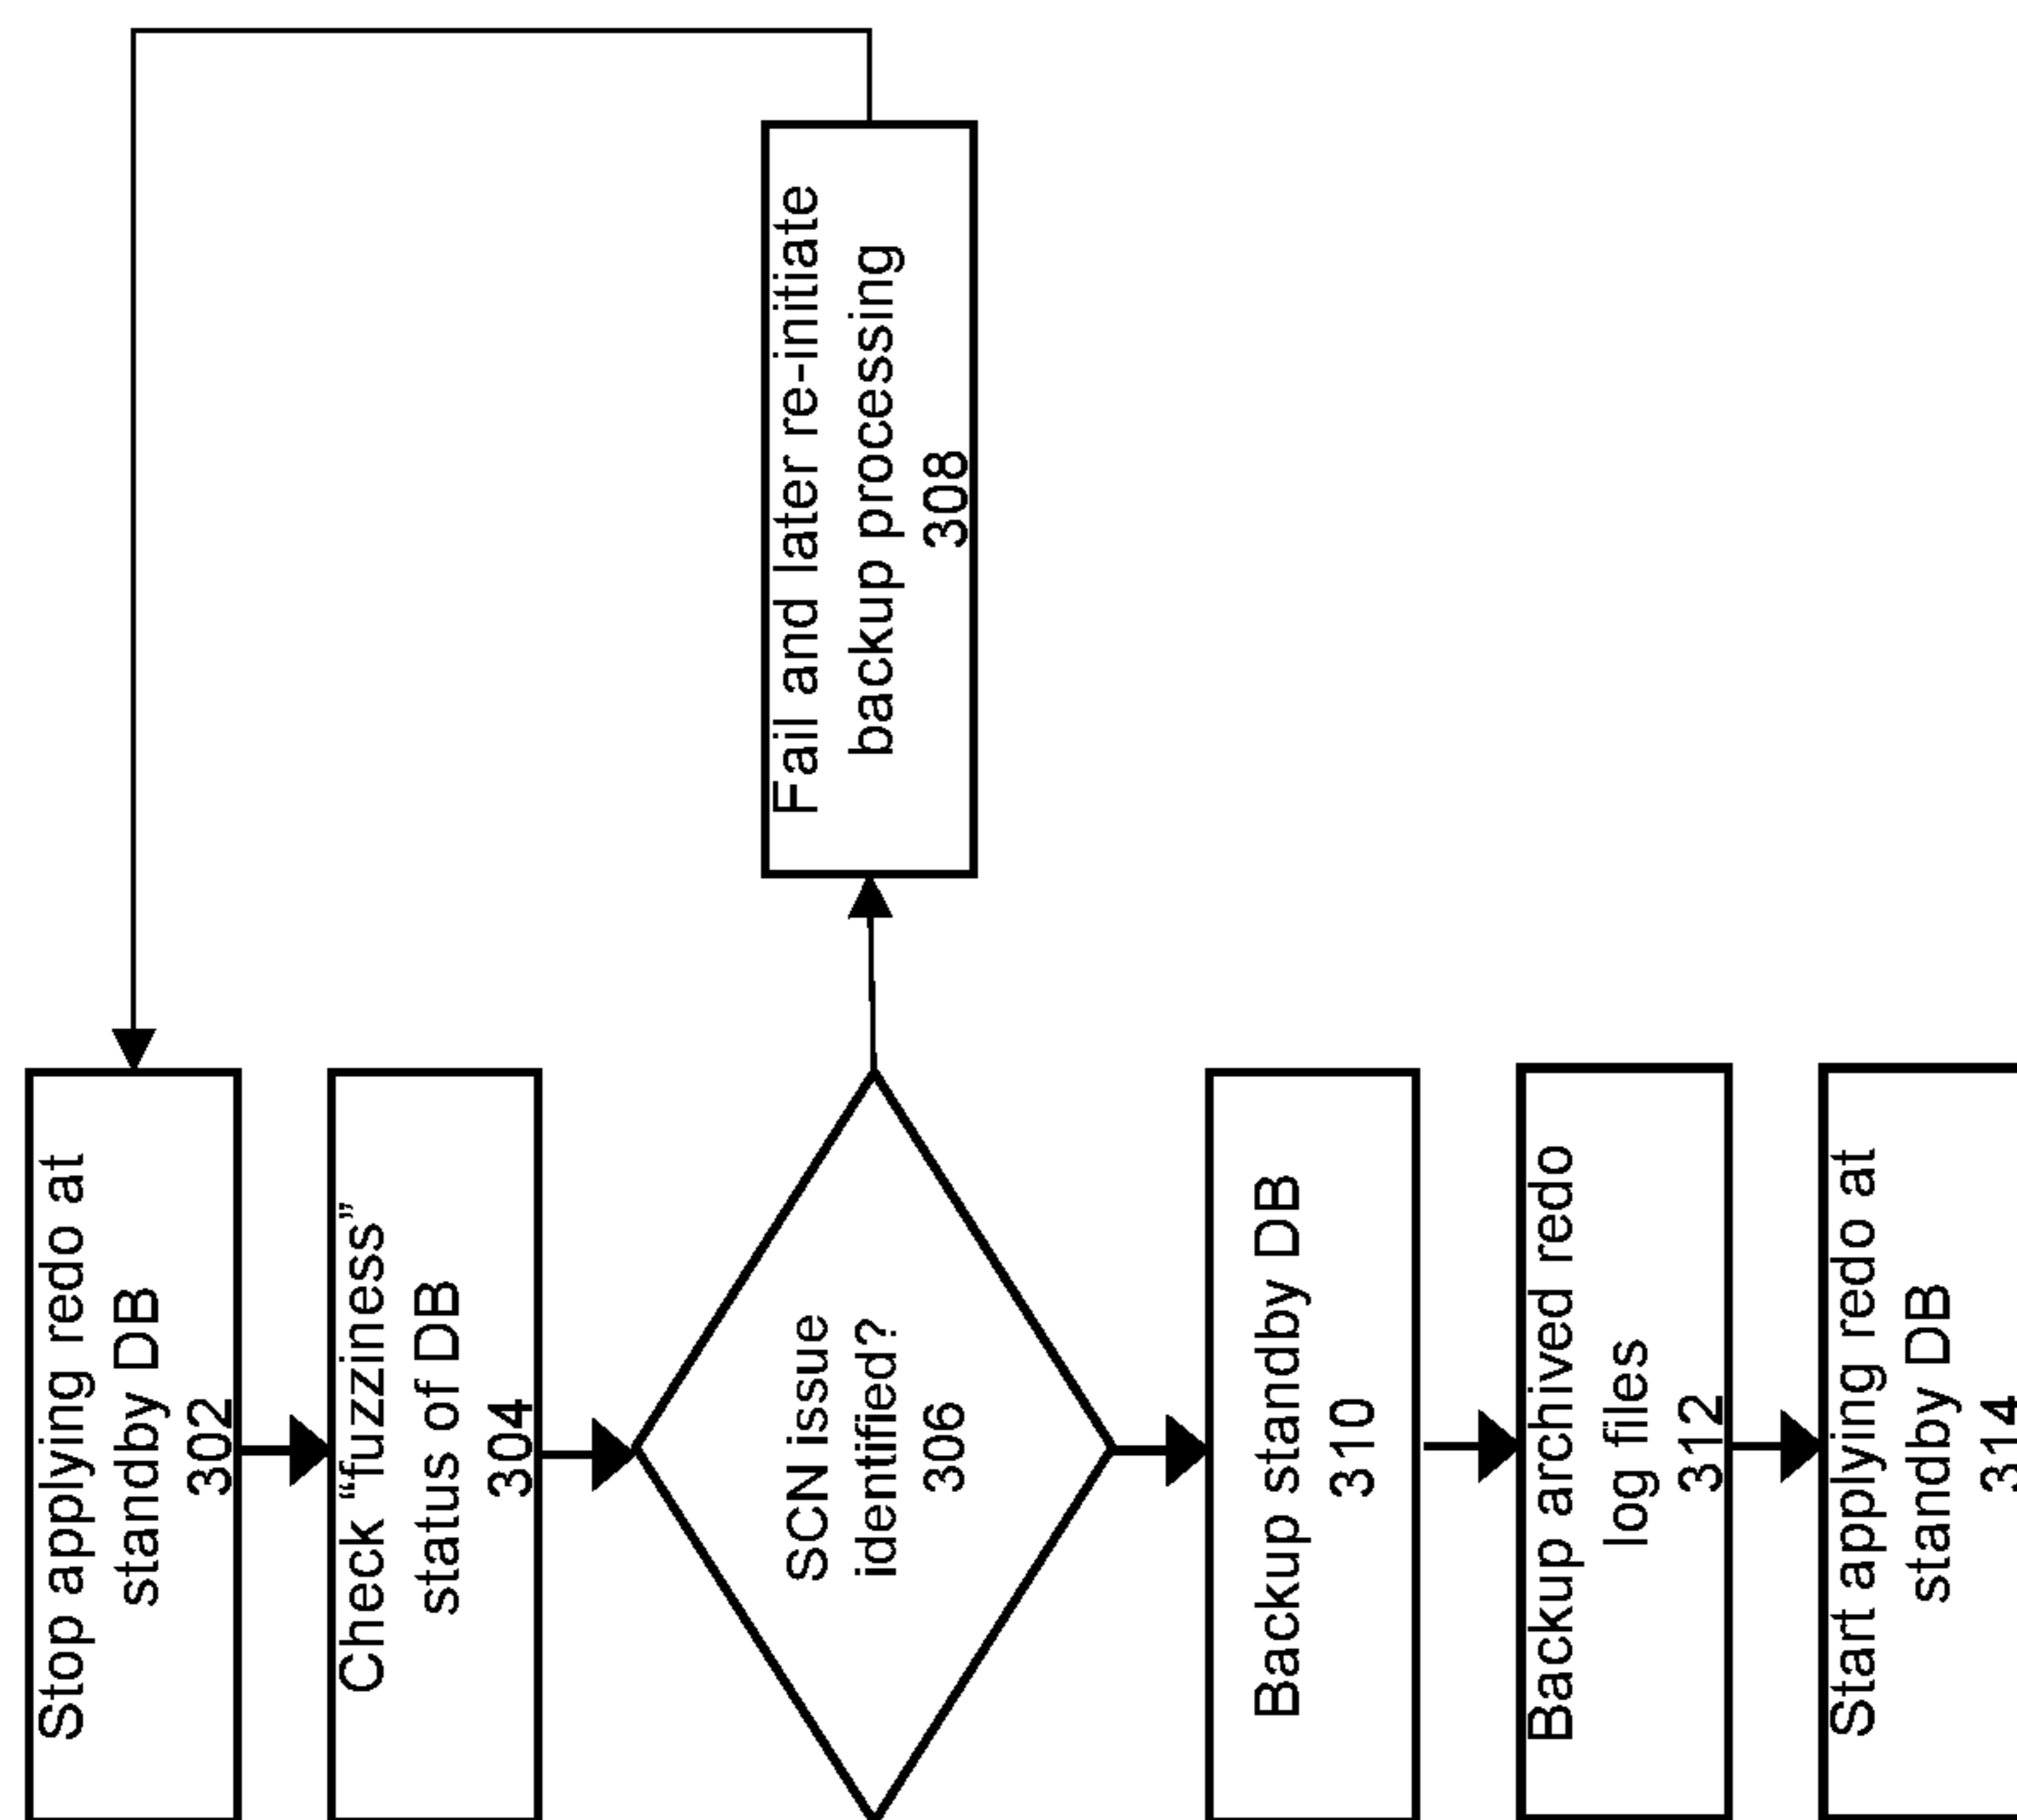 Stop applying redo at
standby DB
302
Check “fuzziness”
status of DB
304
SCN issue
identified?
306
Fail and later re-initiate
backup processing
308
Backup standby DB
310
Backup archived redo
log files
312
Start applying redo at
standby DB
314